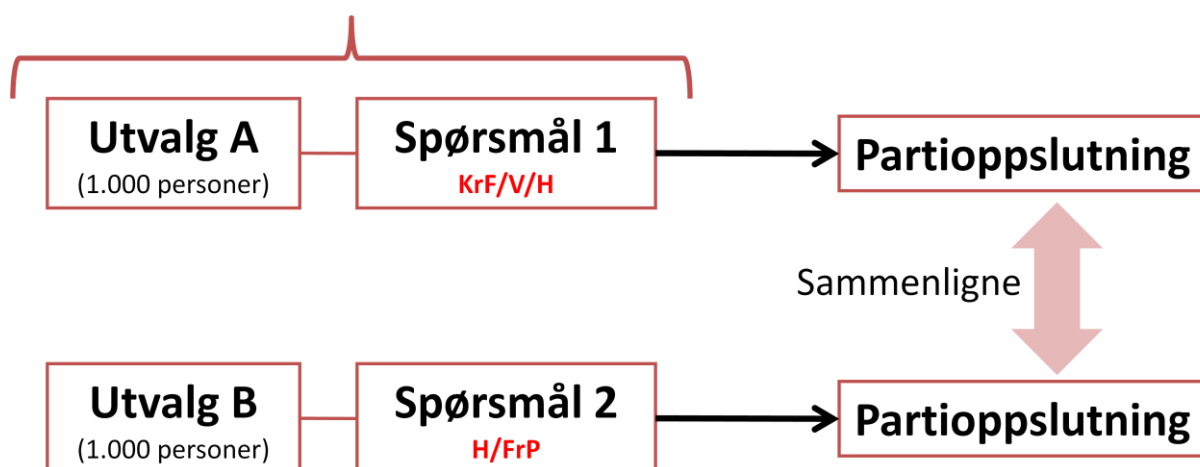 Utvalg A
(1.000 personer)
Spørsmål 1
KrF/V/H
Partioppslutning
Sammenligne
Utvalg B
(1.000 personer)
Spørsmål 2
H/FrP
Partioppslutning